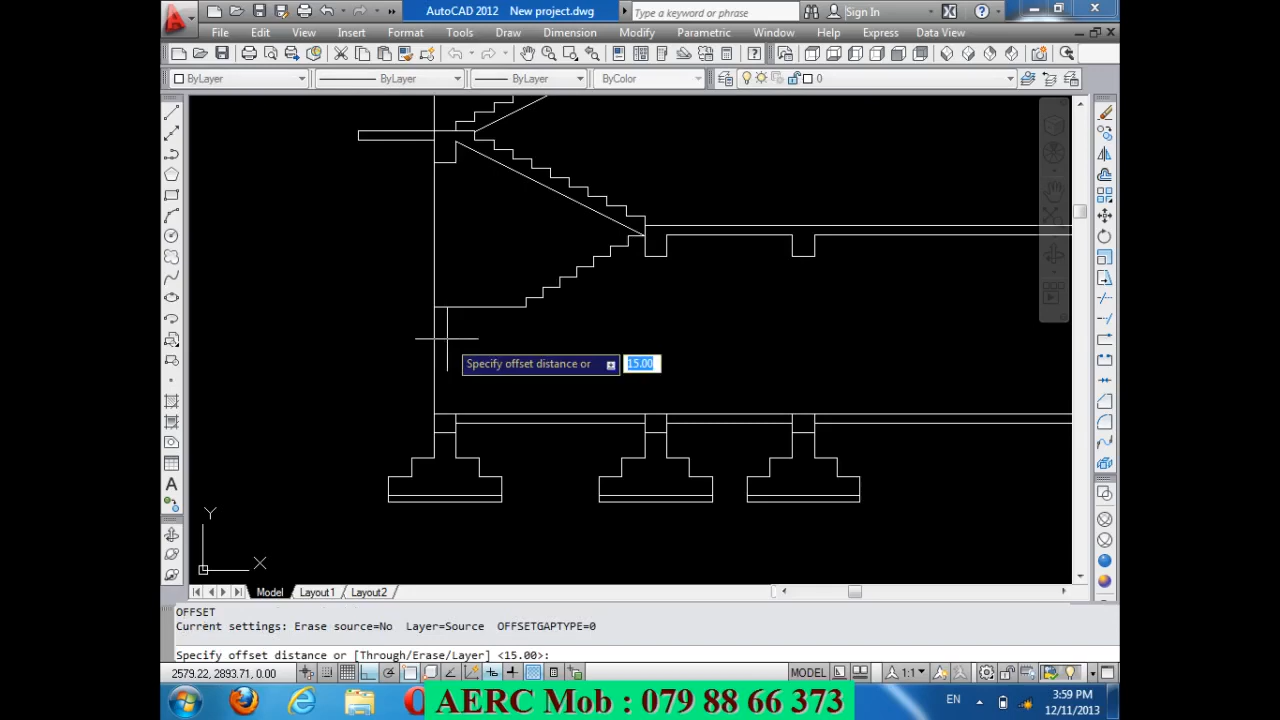 AutoCAD 2012 New project.dwg
Type a keyword or phrase
Sign In
File Edit View Insert Format Tools Draw Dimension Modify Parametric Window Help Express Data View
ByLayer ByLayer ByLayer ByColor 0
Specify offset distance or 15.00
Y
X
Model Layout1 Layout2
OFFSET
Current settings: Erase source=No Layer=Source OFFSETGAPTYPE=0
Specify offset distance or [Through/Erase/Layer] <15.00>:
2579.22, 2893.71, 0.00 MODEL 1:1
AERC Mob : 079 88 66 373
EN
3:59 PM
12/11/2013